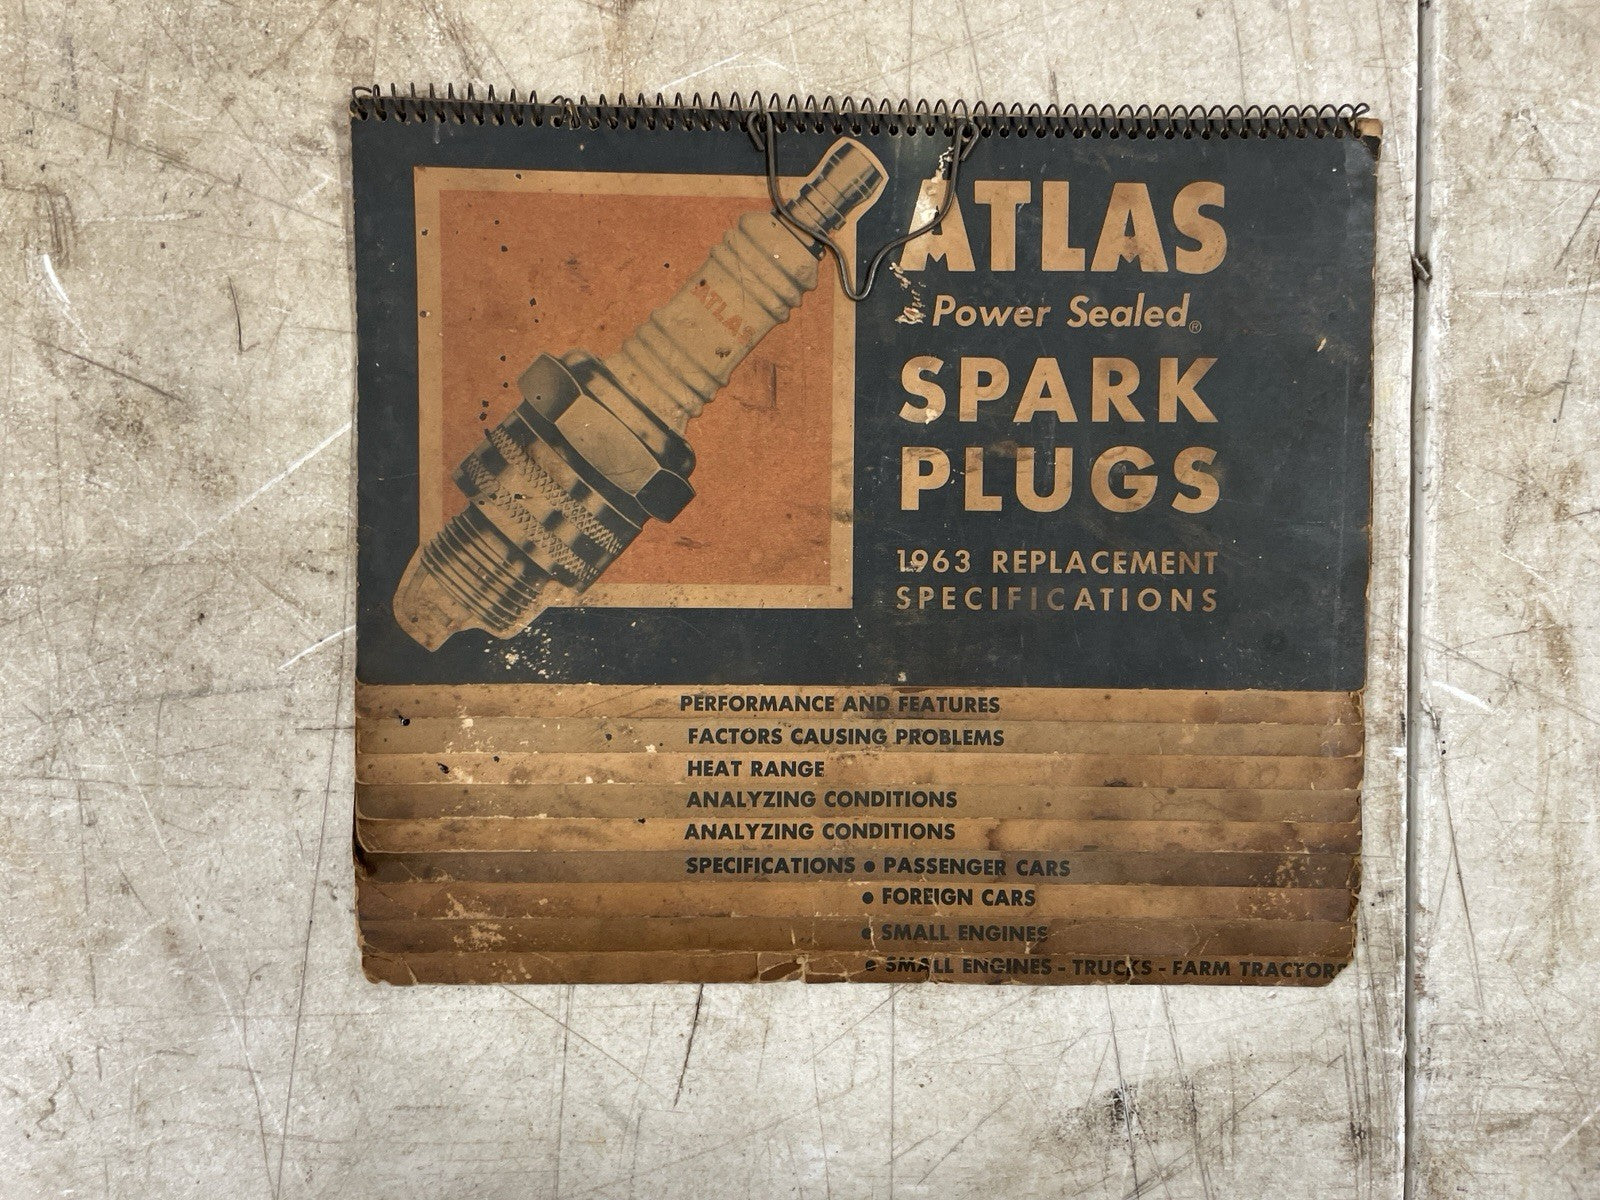 ATLAS
Power Sealed®
SPARK
PLUGS
1963 REPLACEMENT
SPECIFICATIONS
ATLAS
PERFORMANCE AND FEATURES
FACTORS CAUSING PROBLEMS
HEAT RANGE
ANALYZING CONDITIONS
ANALYZING CONDITIONS
SPECIFICATIONS • PASSENGER CARS
• FOREIGN CARS
• SMALL ENGINES
• SMALL ENGINES - TRUCKS - FARM TRACTORS